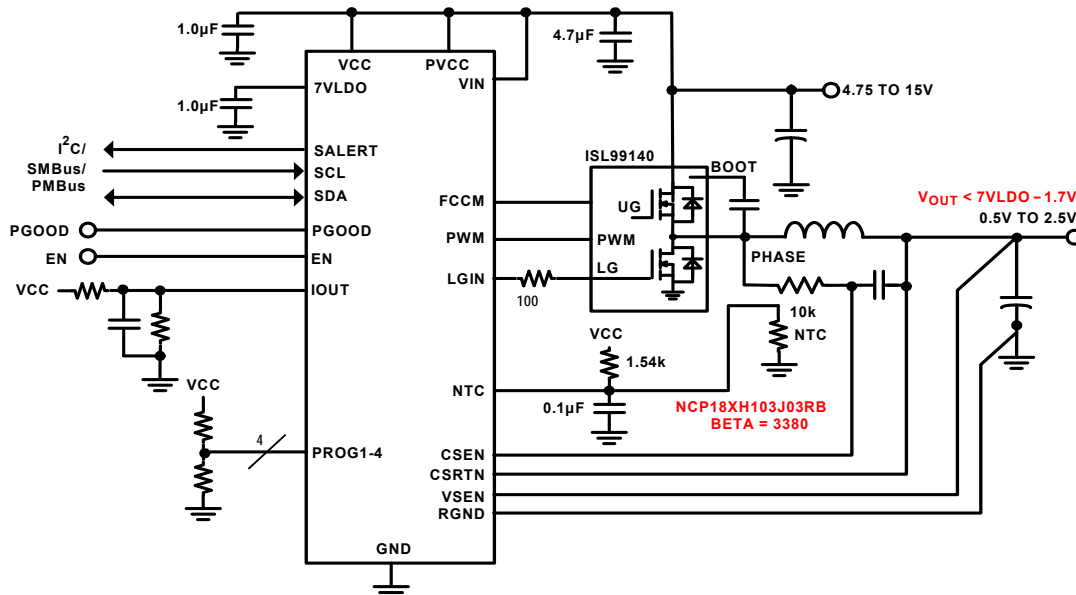 1.0µF
4.7µF
VCC
PVCC
VIN
7VLDO
1.0µF
4.75 TO 15V
I²C/
SMBus/
PMBus
SALERT
SCL
SDA
ISL99140
BOOT
FCCM
UG
VOUT < 7VLDO – 1.7V
0.5V TO 2.5V
PGOOD
PGOOD
PWM
PWM
EN
EN
PHASE
LGIN
LG
VCC
IOUT
100
10k
NTC
VCC
1.54k
VCC
NTC
0.1µF
NCP18XH103J03RB
BETA = 3380
4
PROG1-4
CSEN
CSRTN
VSEN
RGND
GND